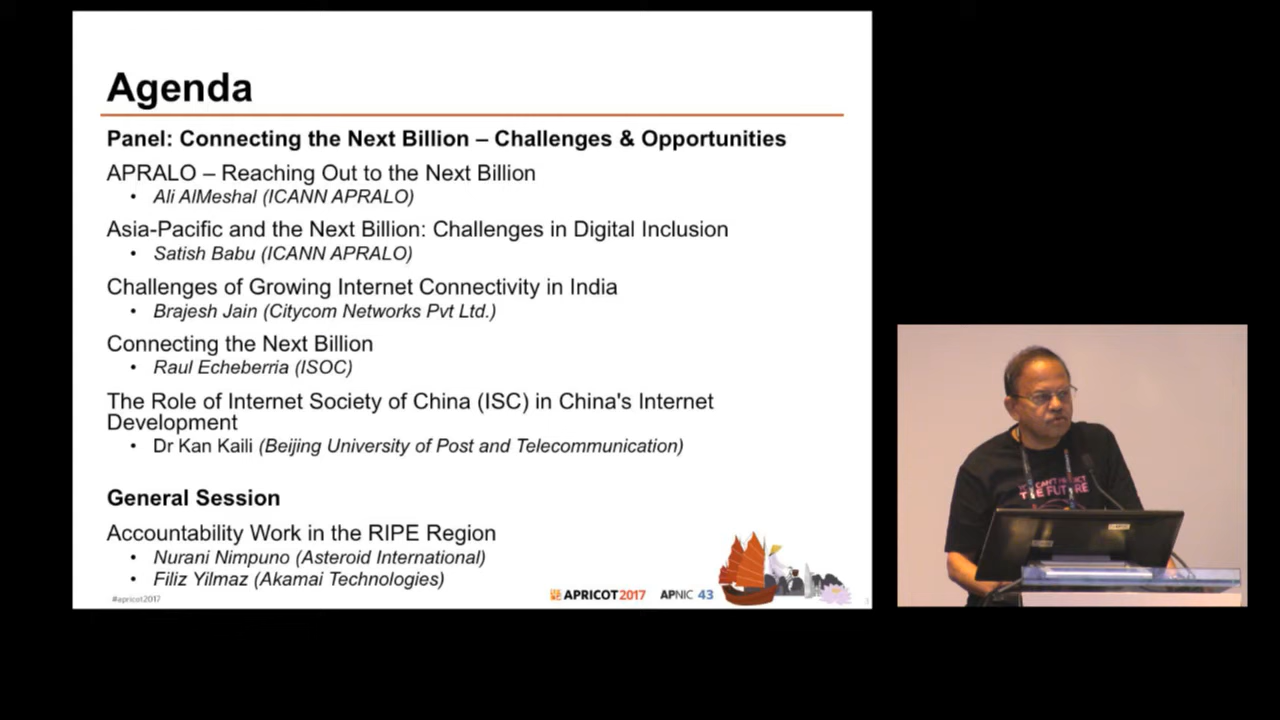 Agenda
Panel: Connecting the Next Billion – Challenges & Opportunities
APRALO – Reaching Out to the Next Billion
• Ali AlMeshal (ICANN APRALO)
Asia-Pacific and the Next Billion: Challenges in Digital Inclusion
• Satish Babu (ICANN APRALO)
Challenges of Growing Internet Connectivity in India
• Brajesh Jain (Citycom Networks Pvt Ltd.)
Connecting the Next Billion
• Raul Echeberria (ISOC)
The Role of Internet Society of China (ISC) in China's Internet
Development
• Dr Kan Kaili (Beijing University of Post and Telecommunication)
General Session
Accountability Work in the RIPE Region
• Nurani Nimpuno (Asteroid International)
• Filiz Yilmaz (Akamai Technologies)
#apricot2017
APRICOT2017 APNIC 43
CAN'T
THE FUTURE